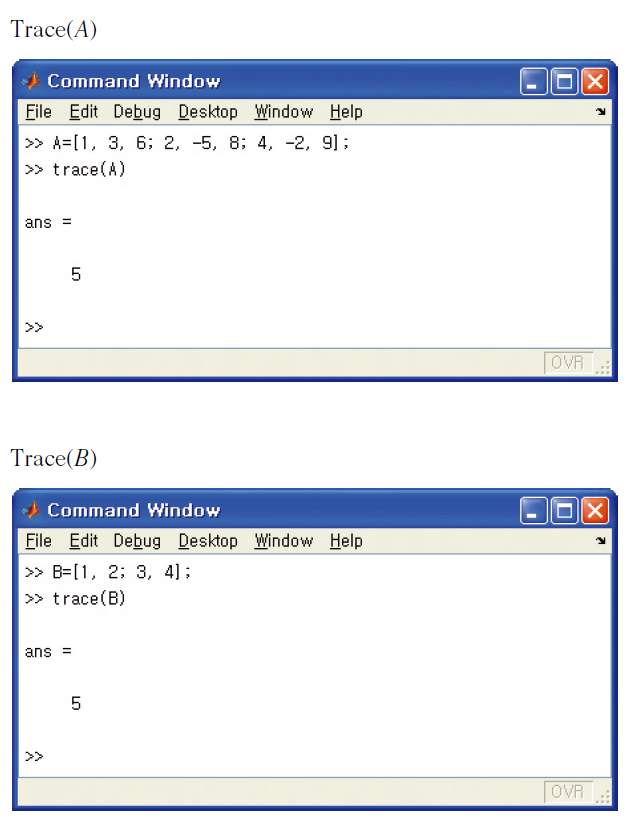 Trace(A)
Command Window
File Edit Debug Desktop Window Help
>> A=[1, 3, 6; 2, -5, 8; 4, -2, 9];
>> trace(A)
ans =
5
>>
OVR
Trace(B)
Command Window
File Edit Debug Desktop Window Help
>> B=[1, 2; 3, 4];
>> trace(B)
ans =
5
>>
OVR